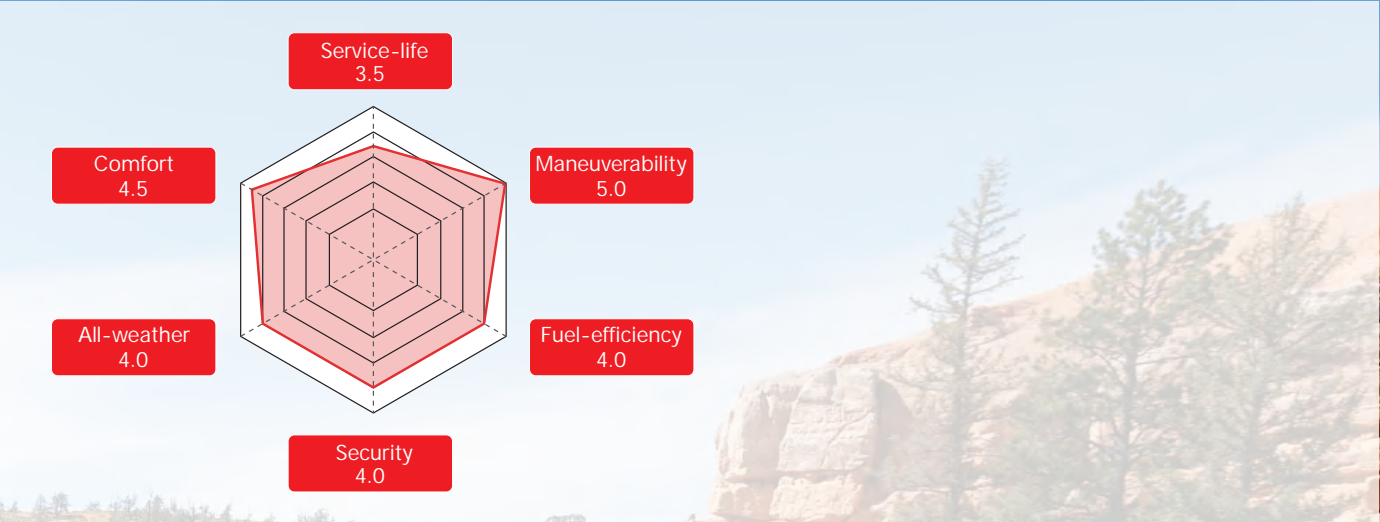 Service-life
3.5
Comfort
4.5
Maneuverability
5.0
All-weather
4.0
Fuel-efficiency
4.0
Security
4.0